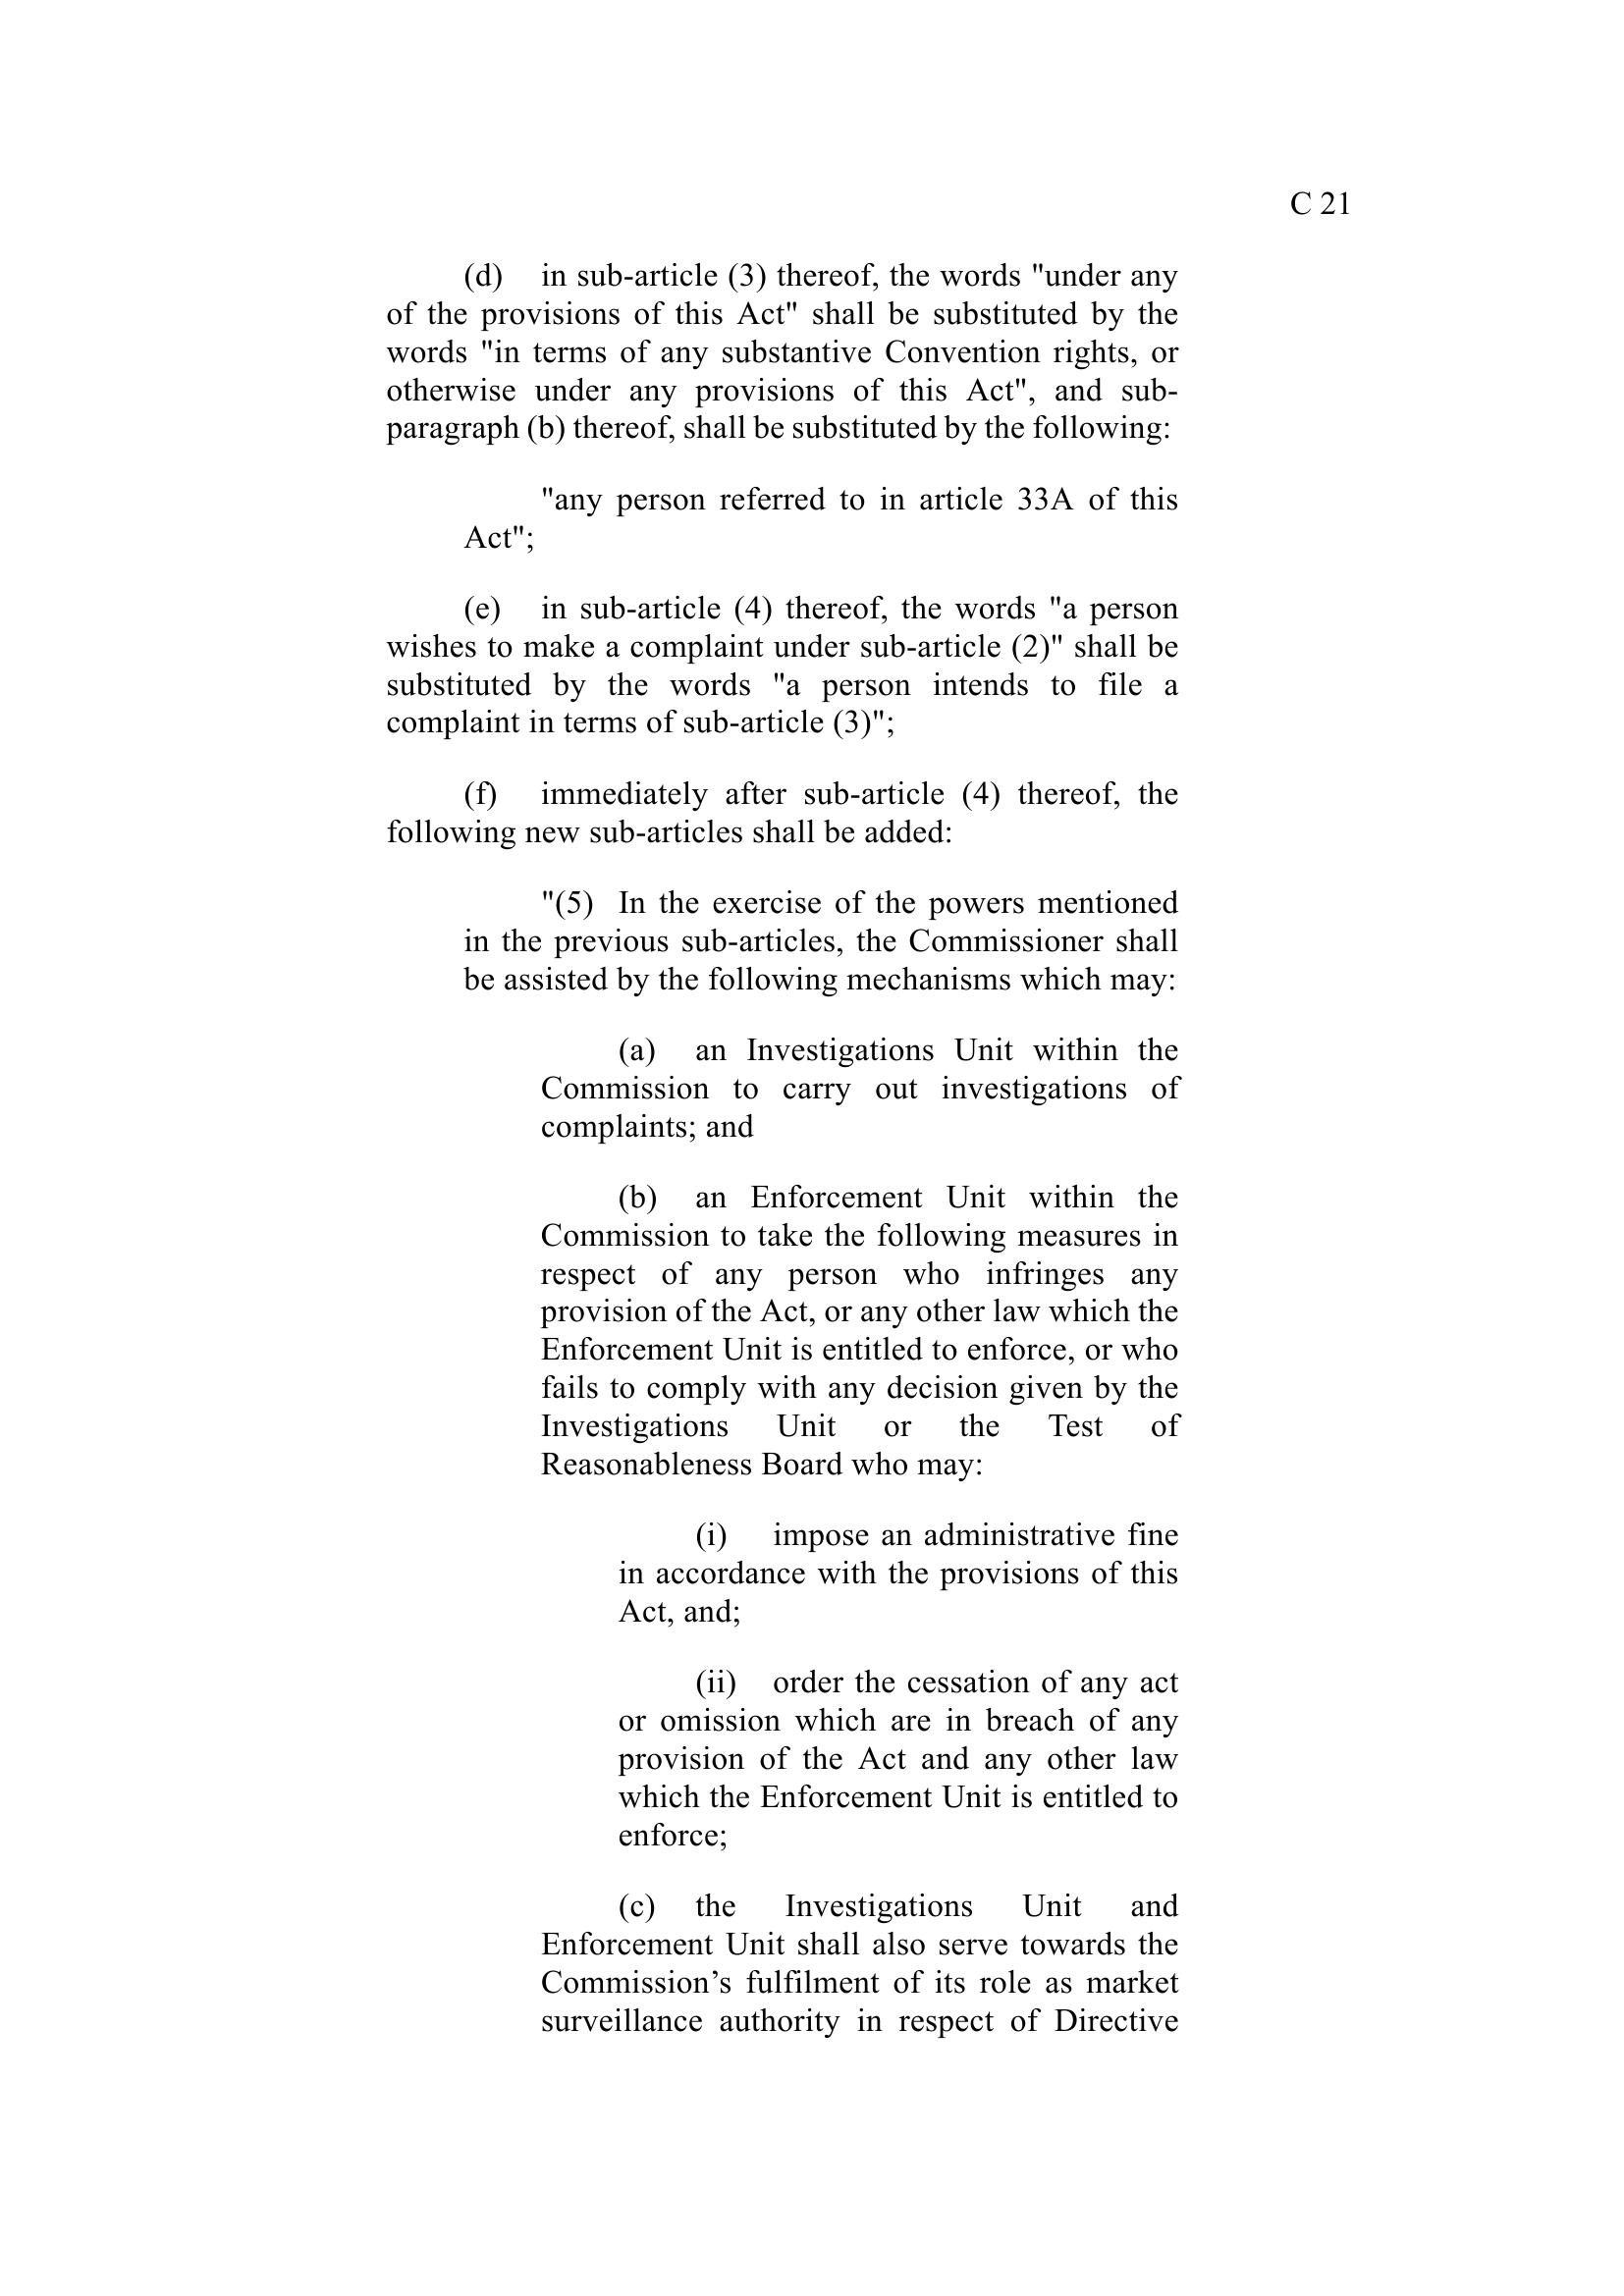 C 21
(d) in sub-article (3) thereof, the words "under any
of the provisions of this Act" shall be substituted by the
words "in terms of any substantive Convention rights, or
otherwise under any provisions of this Act", and sub-
paragraph (b) thereof, shall be substituted by the following:
"any person referred to in article 33A of this
Act";
(e) in sub-article (4) thereof, the words "a person
wishes to make a complaint under sub-article (2)" shall be
substituted by the words "a person intends to file a
complaint in terms of sub-article (3)";
(f) immediately after sub-article (4) thereof, the
following new sub-articles shall be added:
"(5) In the exercise of the powers mentioned
in the previous sub-articles, the Commissioner shall
be assisted by the following mechanisms which may:
(a) an Investigations Unit within the
Commission to carry out investigations of
complaints; and
(b) an Enforcement Unit within the
Commission to take the following measures in
respect of any person who infringes any
provision of the Act, or any other law which the
Enforcement Unit is entitled to enforce, or who
fails to comply with any decision given by the
Investigations Unit or the Test of
Reasonableness Board who may:
(i) impose an administrative fine
in accordance with the provisions of this
Act, and;
(ii) order the cessation of any act
or omission which are in breach of any
provision of the Act and any other law
which the Enforcement Unit is entitled to
enforce;
(c) the Investigations Unit and
Enforcement Unit shall also serve towards the
Commission’s fulfilment of its role as market
surveillance authority in respect of Directive